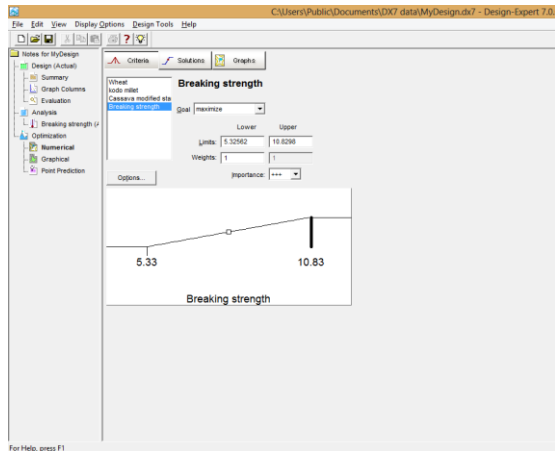 C:\Users\Public\Documents\DX7 data\MyDesign.dx7 - Design-Expert 7.0.
File Edit View Display Options Design Tools Help
Notes for MyDesign
Design (Actual)
Summary
Graph Columns
Evaluation
Analysis
Breaking strength (A
Optimization
Numerical
Graphical
Point Prediction
Criteria Solutions Graphs
Wheat
kodo millet
Cassava modified sta
Breaking strength
Breaking strength
Goal maximize
Lower Upper
Limits: 5.32562 10.8298
Weights: 1 1
Importance: +++
Options...
5.33 10.83
Breaking strength
For Help, press F1